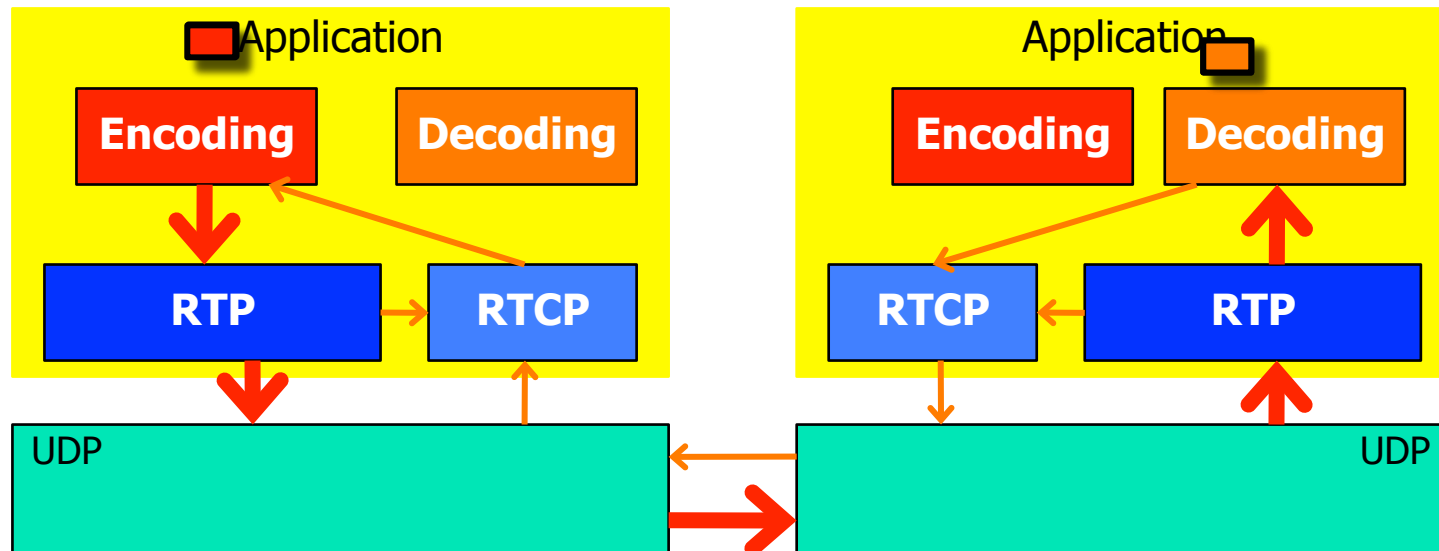 Application
Encoding
Decoding
RTP
RTCP
UDP
Application
Encoding
Decoding
RTCP
RTP
UDP